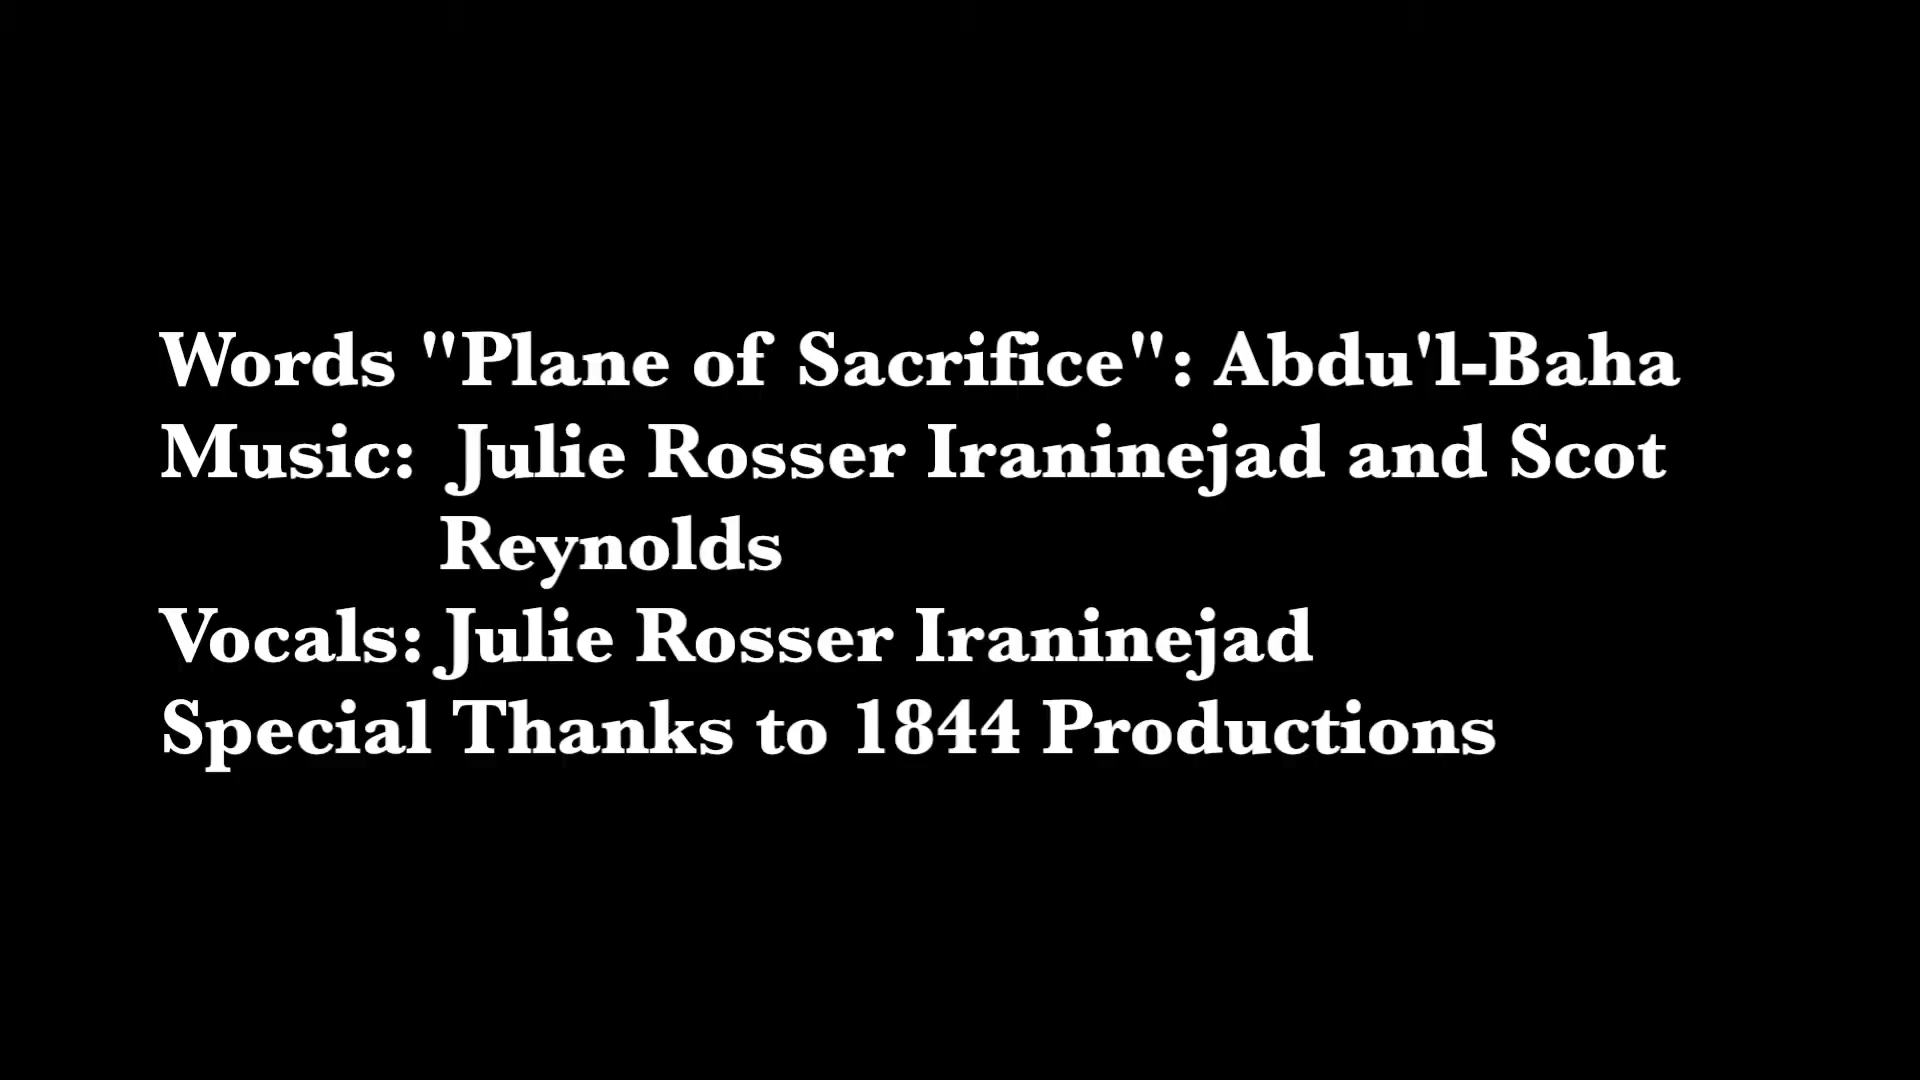 Words "Plane of Sacrifice": Abdu'l-Baha
Music: Julie Rosser Iraninejad and Scot
Reynolds
Vocals: Julie Rosser Iraninejad
Special Thanks to 1844 Productions